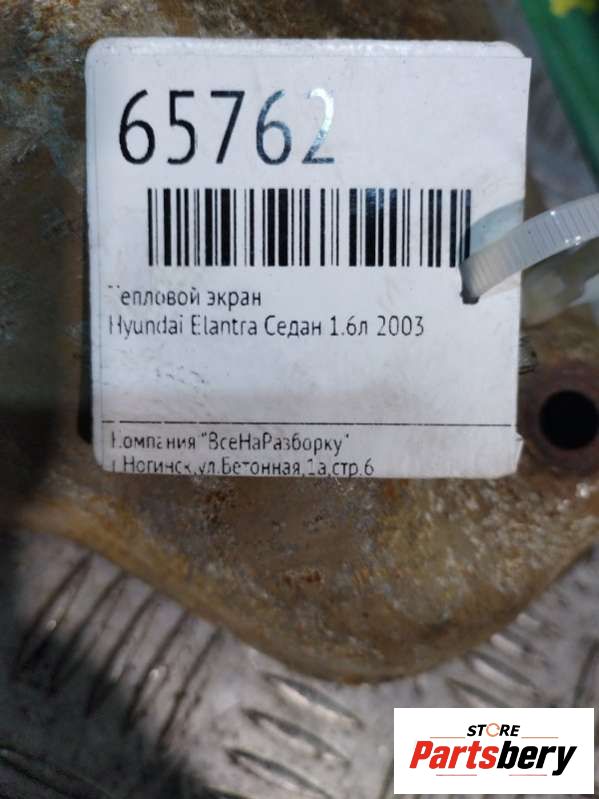 65762
Тепловой экран
Hyundai Elantra Седан 1.6л 2003
Компания "ВсеНаРазборку"
г.Ногинск,ул.Бетонная,1а,стр.6
STORE
Partsbery